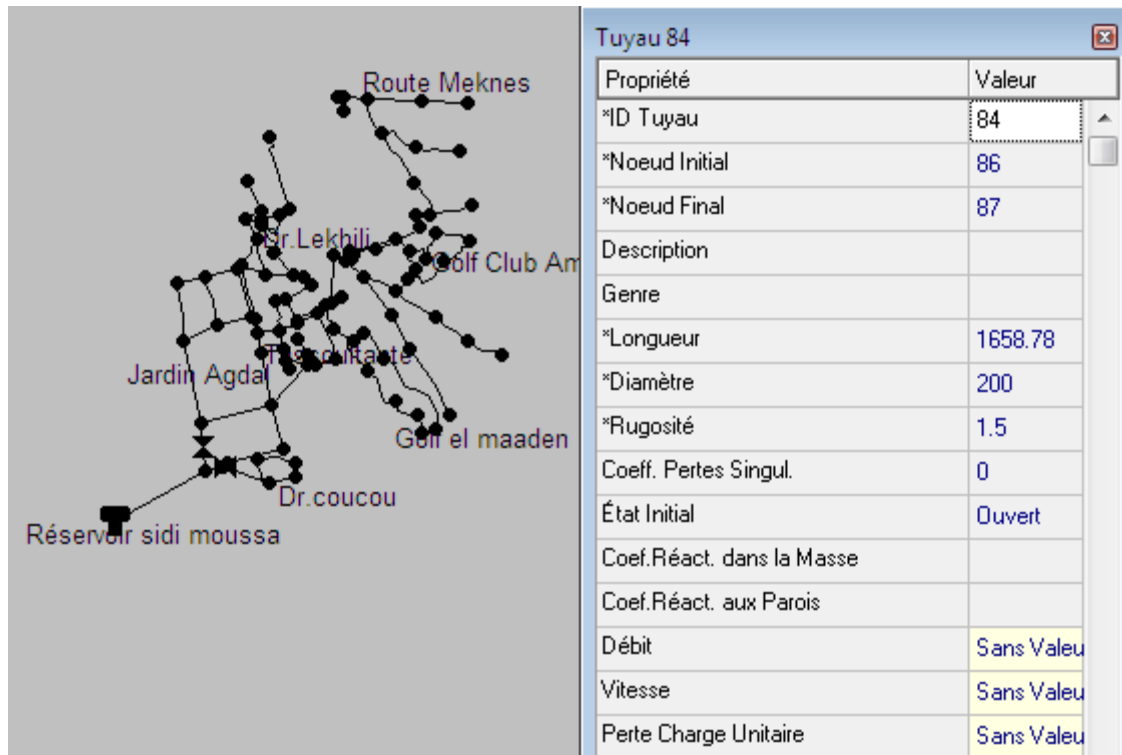 Route Meknes
Dr.Lekhili
Golf Club Am
Tassoultante
Jardin Agdal
Golf el maaden
Dr.coucou
Réservoir sidi moussa
Tuyau 84
Propriété Valeur
*ID Tuyau 84
*Noeud Initial 86
*Noeud Final 87
Description
Genre
*Longueur 1658.78
*Diamètre 200
*Rugosité 1.5
Coeff. Pertes Singul. 0
État Initial Ouvert
Coef.Réact. dans la Masse
Coef.Réact. aux Parois
Débit Sans Valeu
Vitesse Sans Valeu
Perte Charge Unitaire Sans Valeu